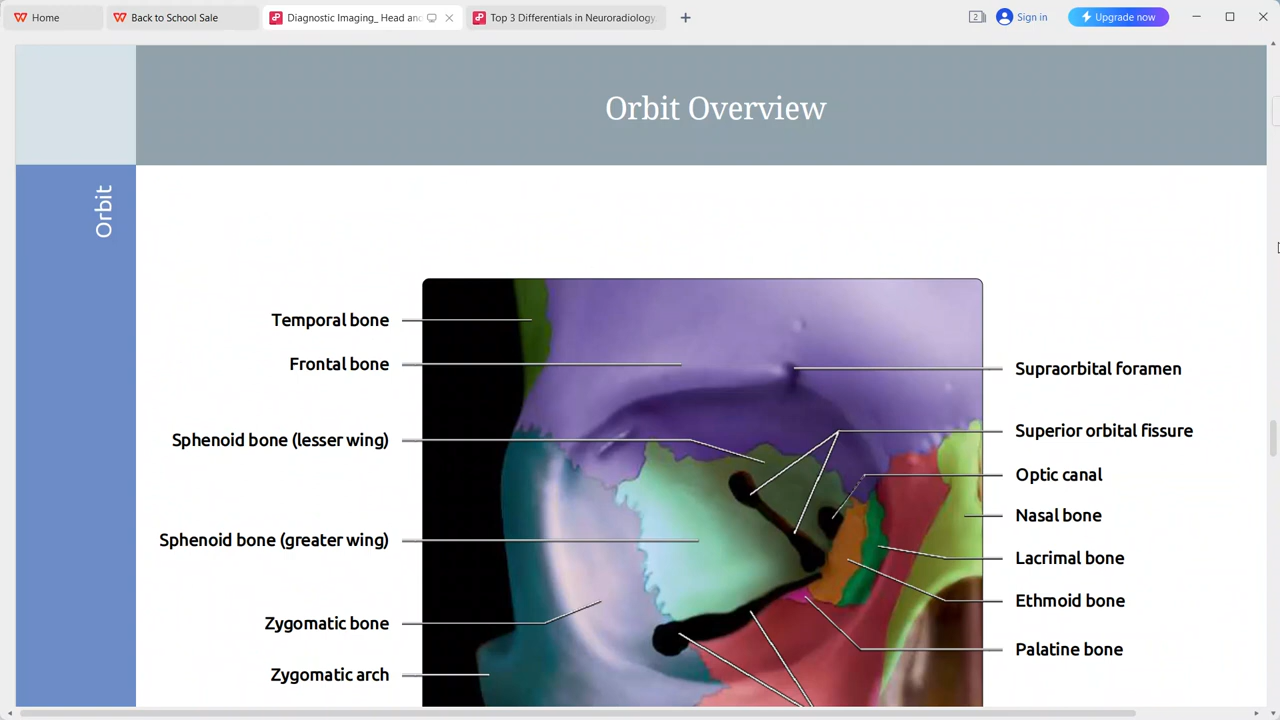 Home
Back to School Sale
Diagnostic Imaging_ Head and
Top 3 Differentials in Neuroradiology
2
Sign in
Upgrade now
Orbit Overview
Orbit
Temporal bone
Frontal bone
Supraorbital foramen
Sphenoid bone (lesser wing)
Superior orbital fissure
Optic canal
Nasal bone
Sphenoid bone (greater wing)
Lacrimal bone
Ethmoid bone
Zygomatic bone
Palatine bone
Zygomatic arch